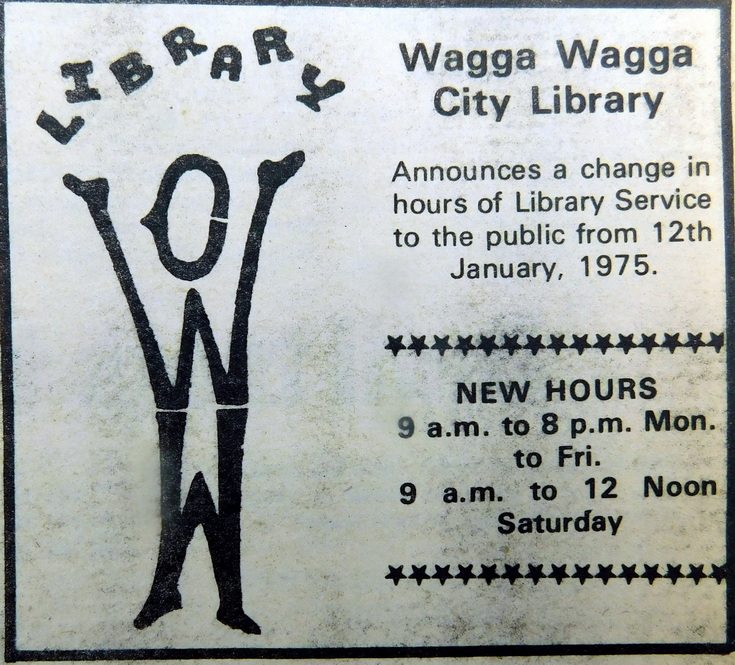 LIBRARY
O
W
W
Wagga Wagga
City Library
Announces a change in
hours of Library Service
to the public from 12th
January, 1975.
NEW HOURS
9 a.m. to 8 p.m. Mon.
to Fri.
9 a.m. to 12 Noon
Saturday